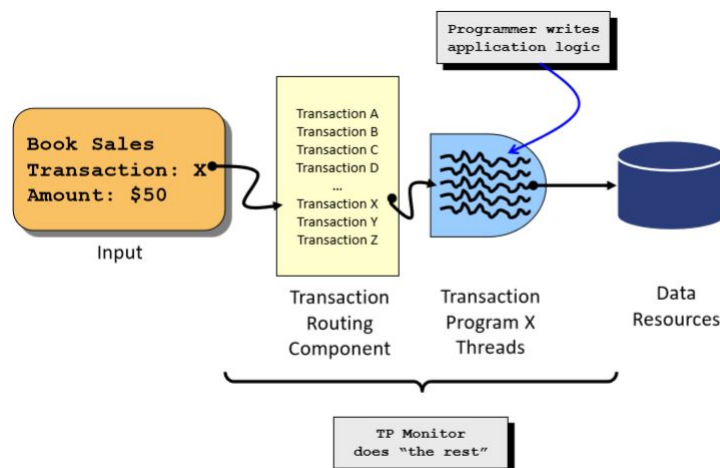 Programmer writes
application logic
Book Sales
Transaction: X
Amount: $50
Input
Transaction A
Transaction B
Transaction C
Transaction D
...
Transaction X
Transaction Y
Transaction Z
Transaction
Routing
Component
Transaction
Program X
Threads
Data
Resources
TP Monitor
does “the rest”